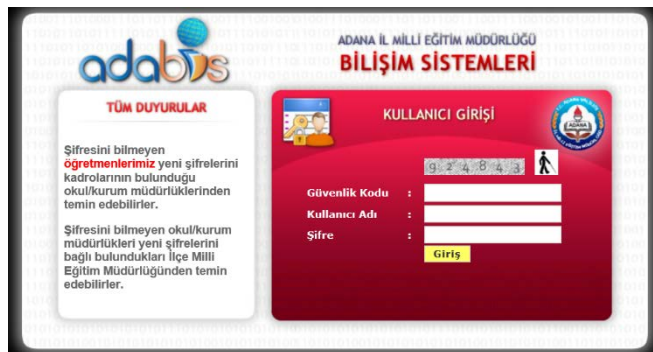 adabis
ADANA İL MİLLİ EĞİTİM MÜDÜRLÜĞÜ
BİLİŞİM SİSTEMLERİ
TÜM DUYURULAR
Şifresini bilmeyen
öğretmenlerimiz yeni şifrelerini
kadrolarının bulunduğu
okul/kurum müdürlüklerinden
temin edebilirler.
Şifresini bilmeyen okul/kurum
müdürlükleri yeni şifrelerini
bağlı bulundukları İlçe Milli
Eğitim Müdürlüğünden temin
edebilirler.
KULLANICI GİRİŞİ
ADANA
924843
Güvenlik Kodu :
Kullanıcı Adı :
Şifre :
Giriş